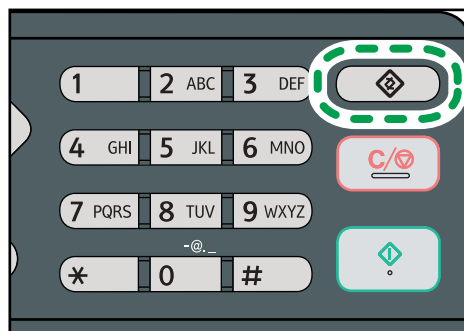 1 2 ABC 3 DEF
4 GHI 5 JKL 6 MNO
C/
7 PQRS 8 TUV 9 WXYZ
-@._
* 0 #